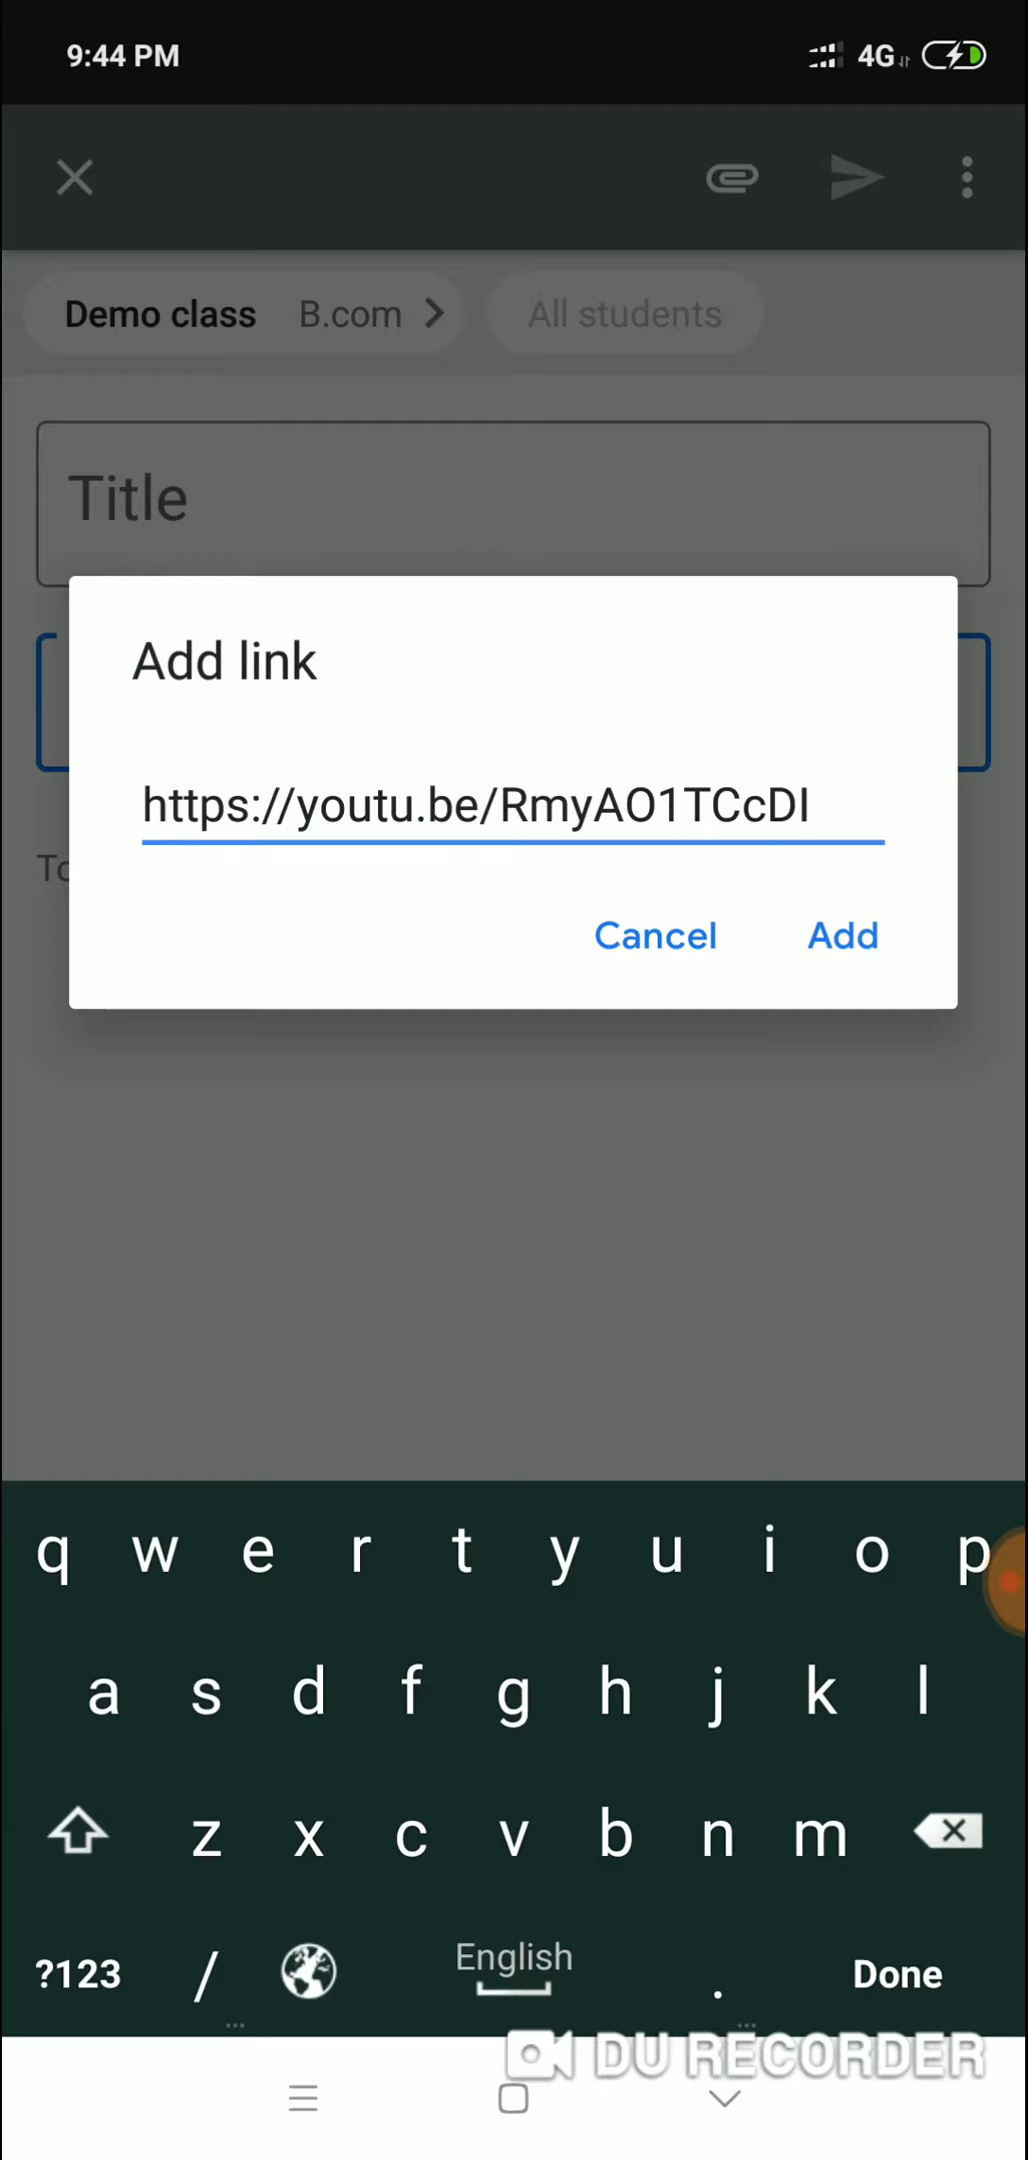 9:44 PM 4G
Demo class B.com All students
Title
Add link
https://youtu.be/RmyAO1TCcDI
To
Cancel Add
q w e r t y u i o p
a s d f g h j k l
z x c v b n m
?123 / English . Done
DU RECORDER